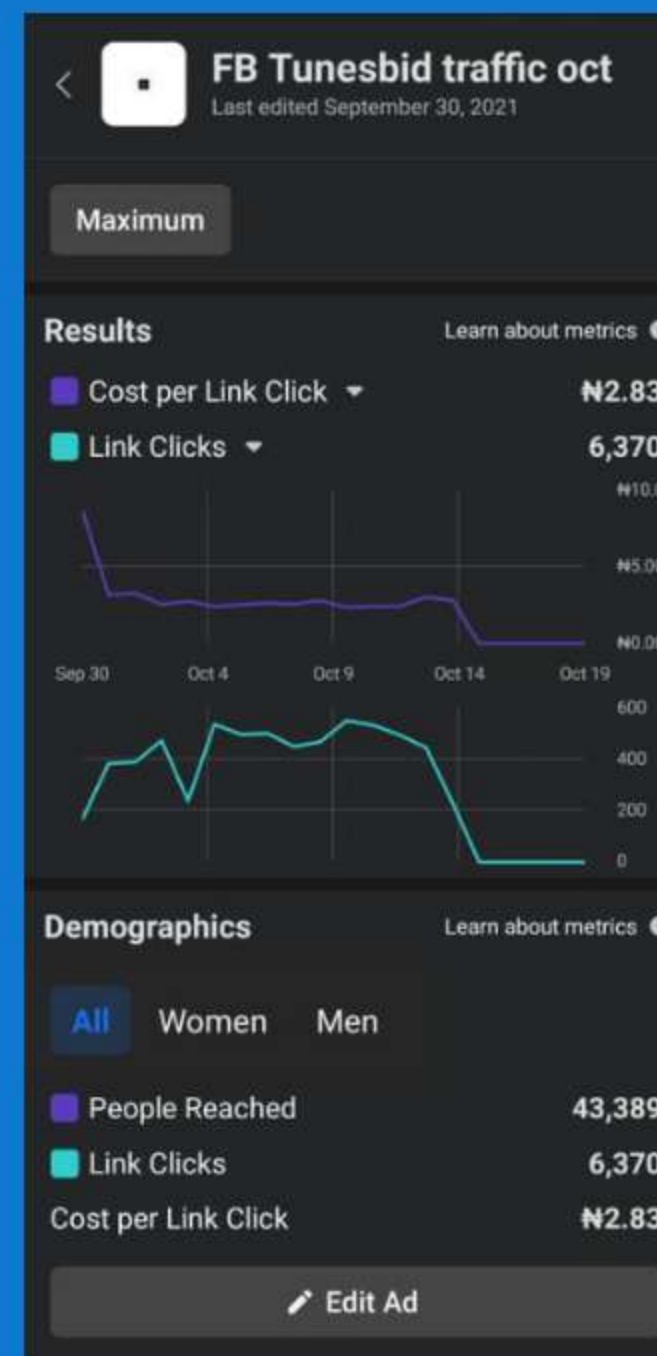 FB Tunesbid traffic oct
Last edited September 30, 2021
Maximum
Results Learn about metrics
Cost per Link Click ₦2.83
Link Clicks 6,370
₦10.
₦5.00
₦0.00
Sep 30 Oct 4 Oct 9 Oct 14 Oct 19
600
400
200
0
Demographics Learn about metrics
All Women Men
People Reached 43,389
Link Clicks 6,370
Cost per Link Click ₦2.83
Edit Ad